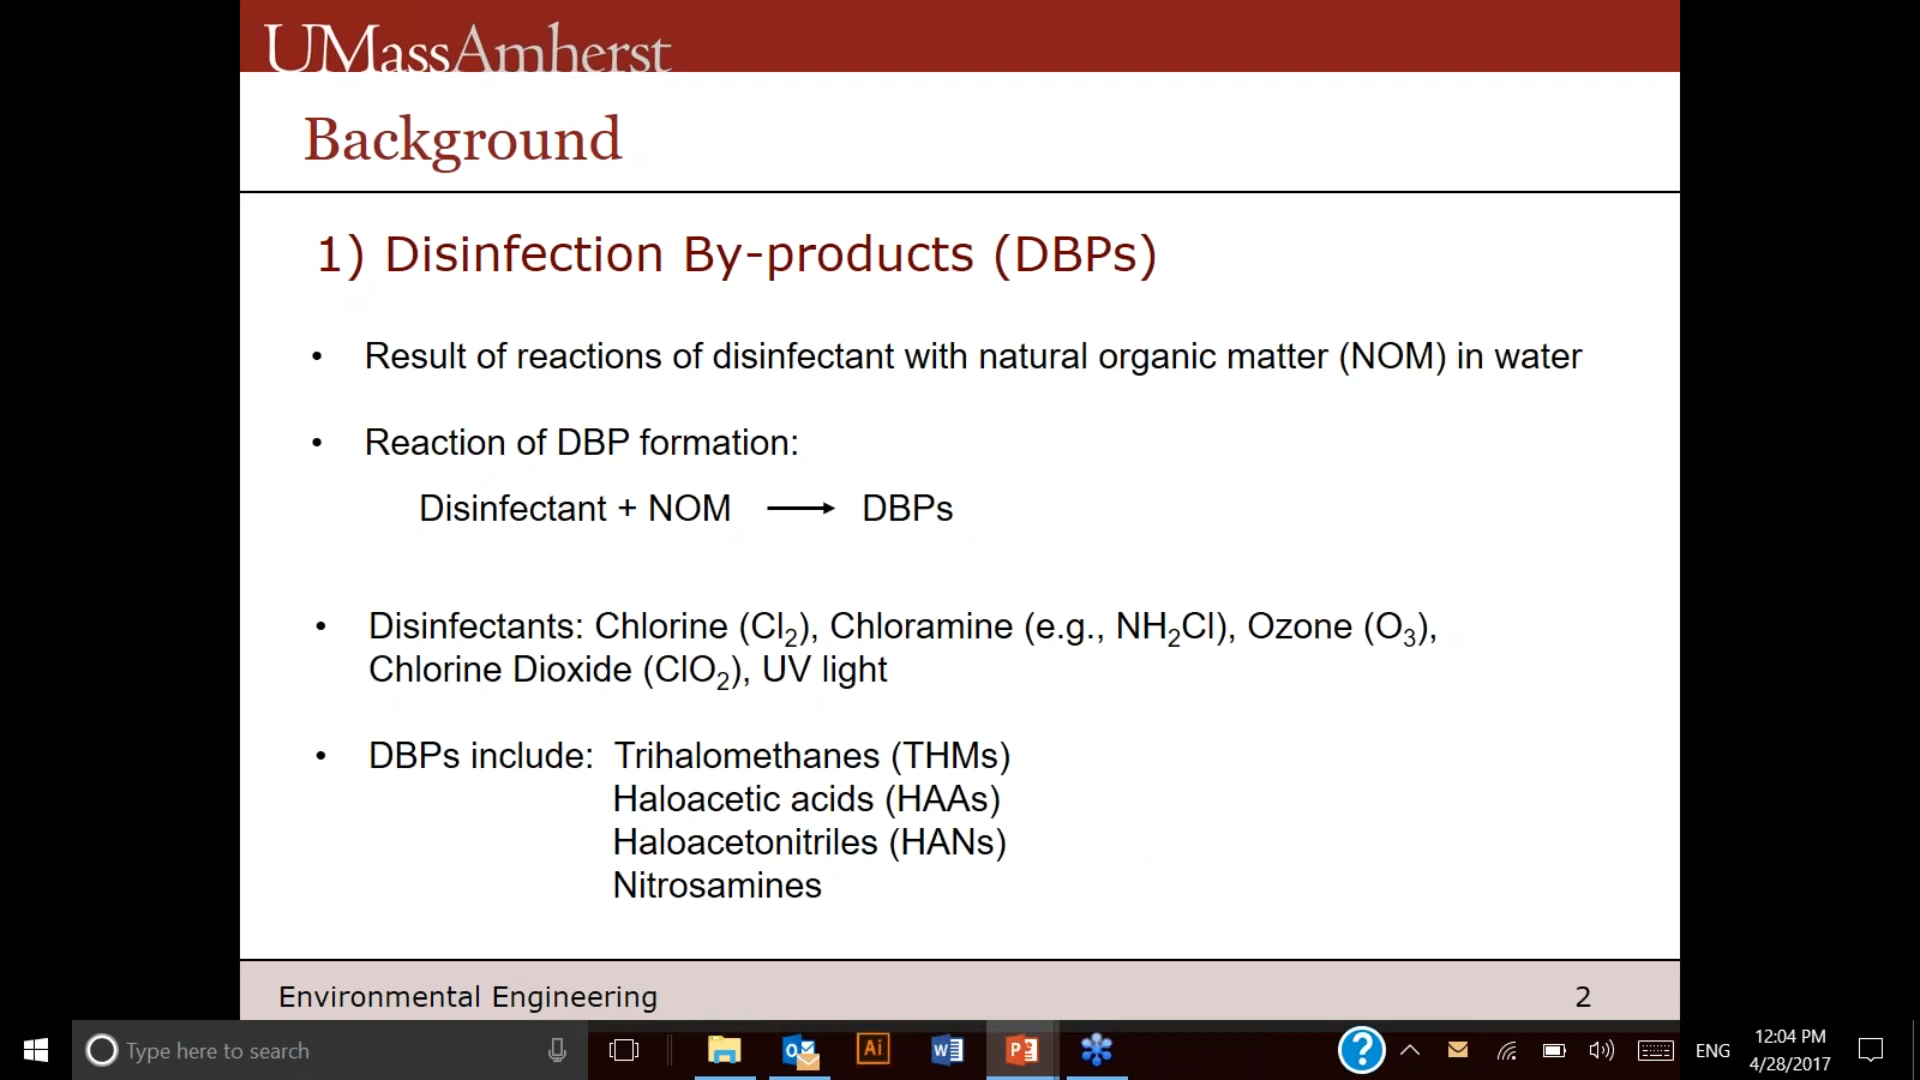 UMassAmherst
Background
1) Disinfection By-products (DBPs)
• Result of reactions of disinfectant with natural organic matter (NOM) in water
• Reaction of DBP formation:
Disinfectant + NOM ⟶ DBPs
• Disinfectants: Chlorine (Cl₂), Chloramine (e.g., NH₂Cl), Ozone (O₃),
Chlorine Dioxide (ClO₂), UV light
• DBPs include: Trihalomethanes (THMs)
Haloacetic acids (HAAs)
Haloacetonitriles (HANs)
Nitrosamines
Environmental Engineering 2
Type here to search
ENG
12:04 PM
4/28/2017